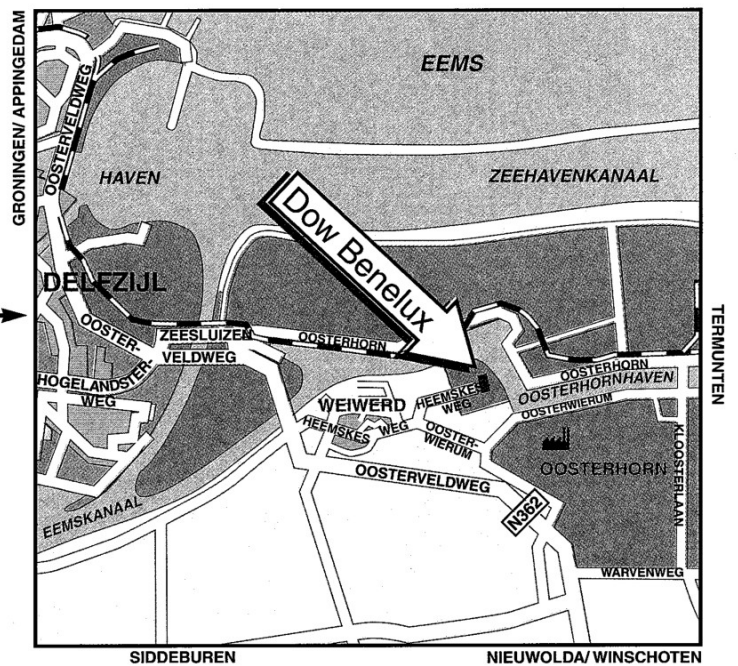 GRONINGEN/ APPINGEDAM
EEMS
OOSTERVELDWEG
HAVEN
ZEEHAVENKANAAL
Dow Benelux
DELFZIJL
OOSTER-
ZEESLUIZEN
VELDWEG
OOSTERHORN
TERMUNTEN
HOGELANDSTER-
WEG
OOSTERHORN
OOSTERHORNHAVEN
OOSTERWIERUM
WEIWERD
HEEMSKES
WEG
HEEMSKES
WEG
OOSTER-
WIERUM
OOSTERHORN
KLOOSTERLAAN
OOSTERVELDWEG
N362
EEMSKANAAL
WARVENWEG
SIDDEBUREN
NIEUWOLDA/ WINSCHOTEN